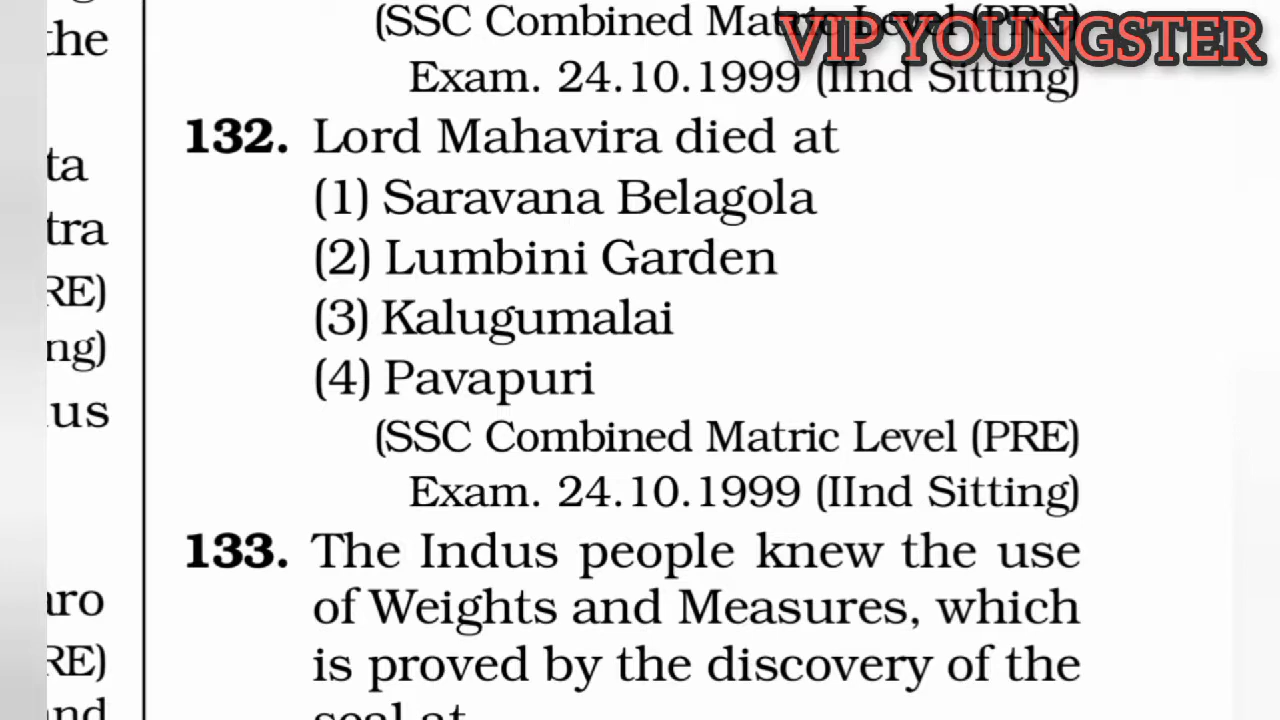 the
ta
tra
RE)
ng)
us
aro
RE)
and
(SSC Combined Matric Level (PRE)
VIP YOUNGSTER
Exam. 24.10.1999 (IInd Sitting)
132. Lord Mahavira died at
(1) Saravana Belagola
(2) Lumbini Garden
(3) Kalugumalai
(4) Pavapuri
(SSC Combined Matric Level (PRE)
Exam. 24.10.1999 (IInd Sitting)
133. The Indus people knew the use
of Weights and Measures, which
is proved by the discovery of the
seal at